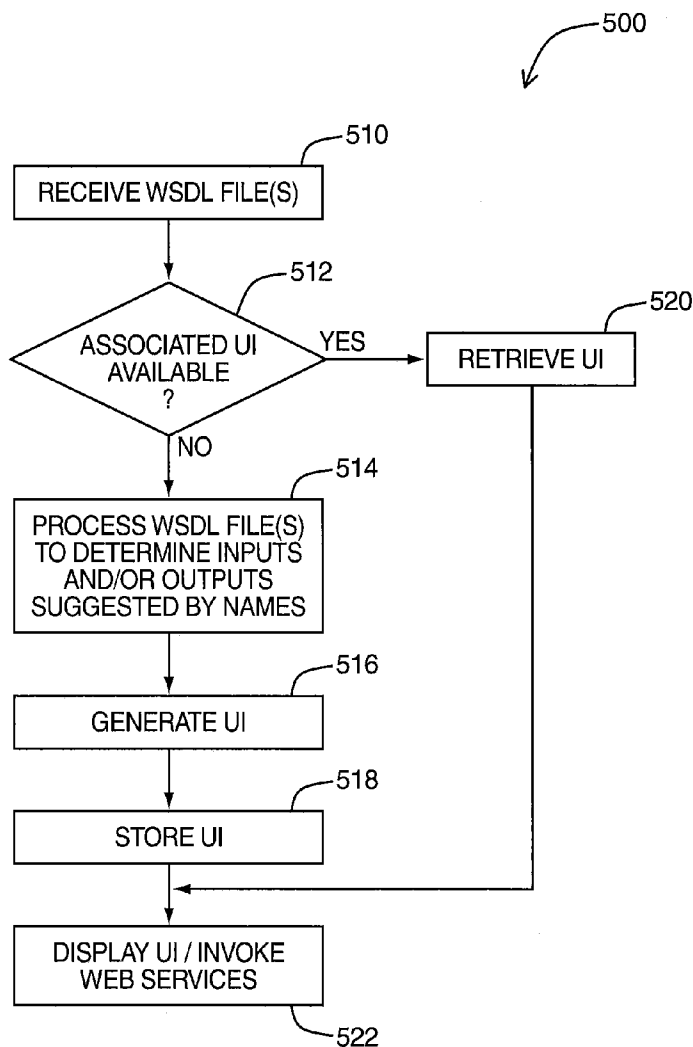 500
510
RECEIVE WSDL FILE(S)
512
ASSOCIATED UI
AVAILABLE
?
YES
520
RETRIEVE UI
NO
514
PROCESS WSDL FILE(S)
TO DETERMINE INPUTS
AND/OR OUTPUTS
SUGGESTED BY NAMES
516
GENERATE UI
518
STORE UI
DISPLAY UI / INVOKE
WEB SERVICES
522